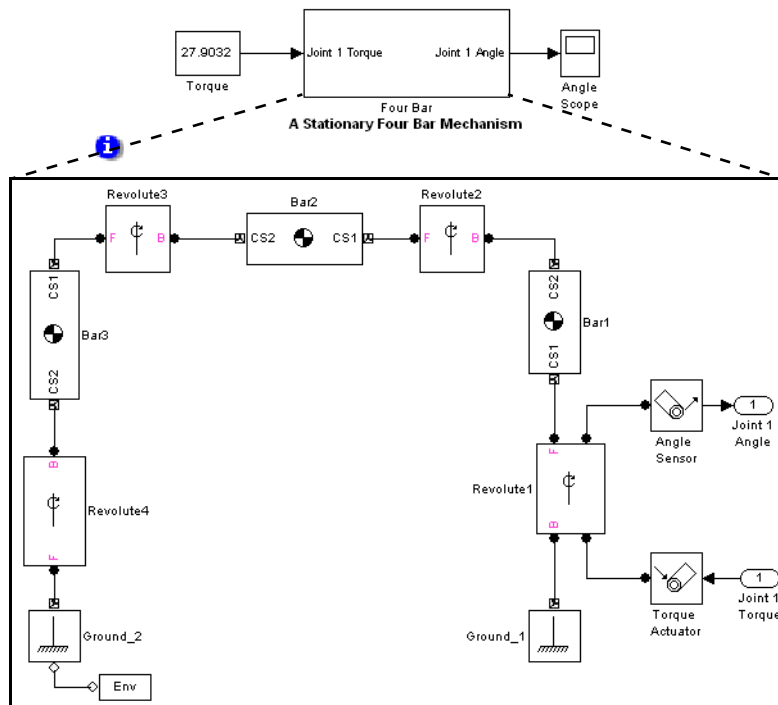 27.9032
Torque
Joint 1 Torque
Joint 1 Angle
Four Bar
Angle
Scope
A Stationary Four Bar Mechanism
i
Revolute3
F
B
Bar2
CS2
CS1
Revolute2
F
B
CS1
CS2
Bar3
CS2
CS1
Bar1
Angle
Sensor
1
Joint 1
Angle
B
F
Revolute4
F
B
Revolute1
Torque
Actuator
1
Joint 1
Torque
Ground_2
Ground_1
Env